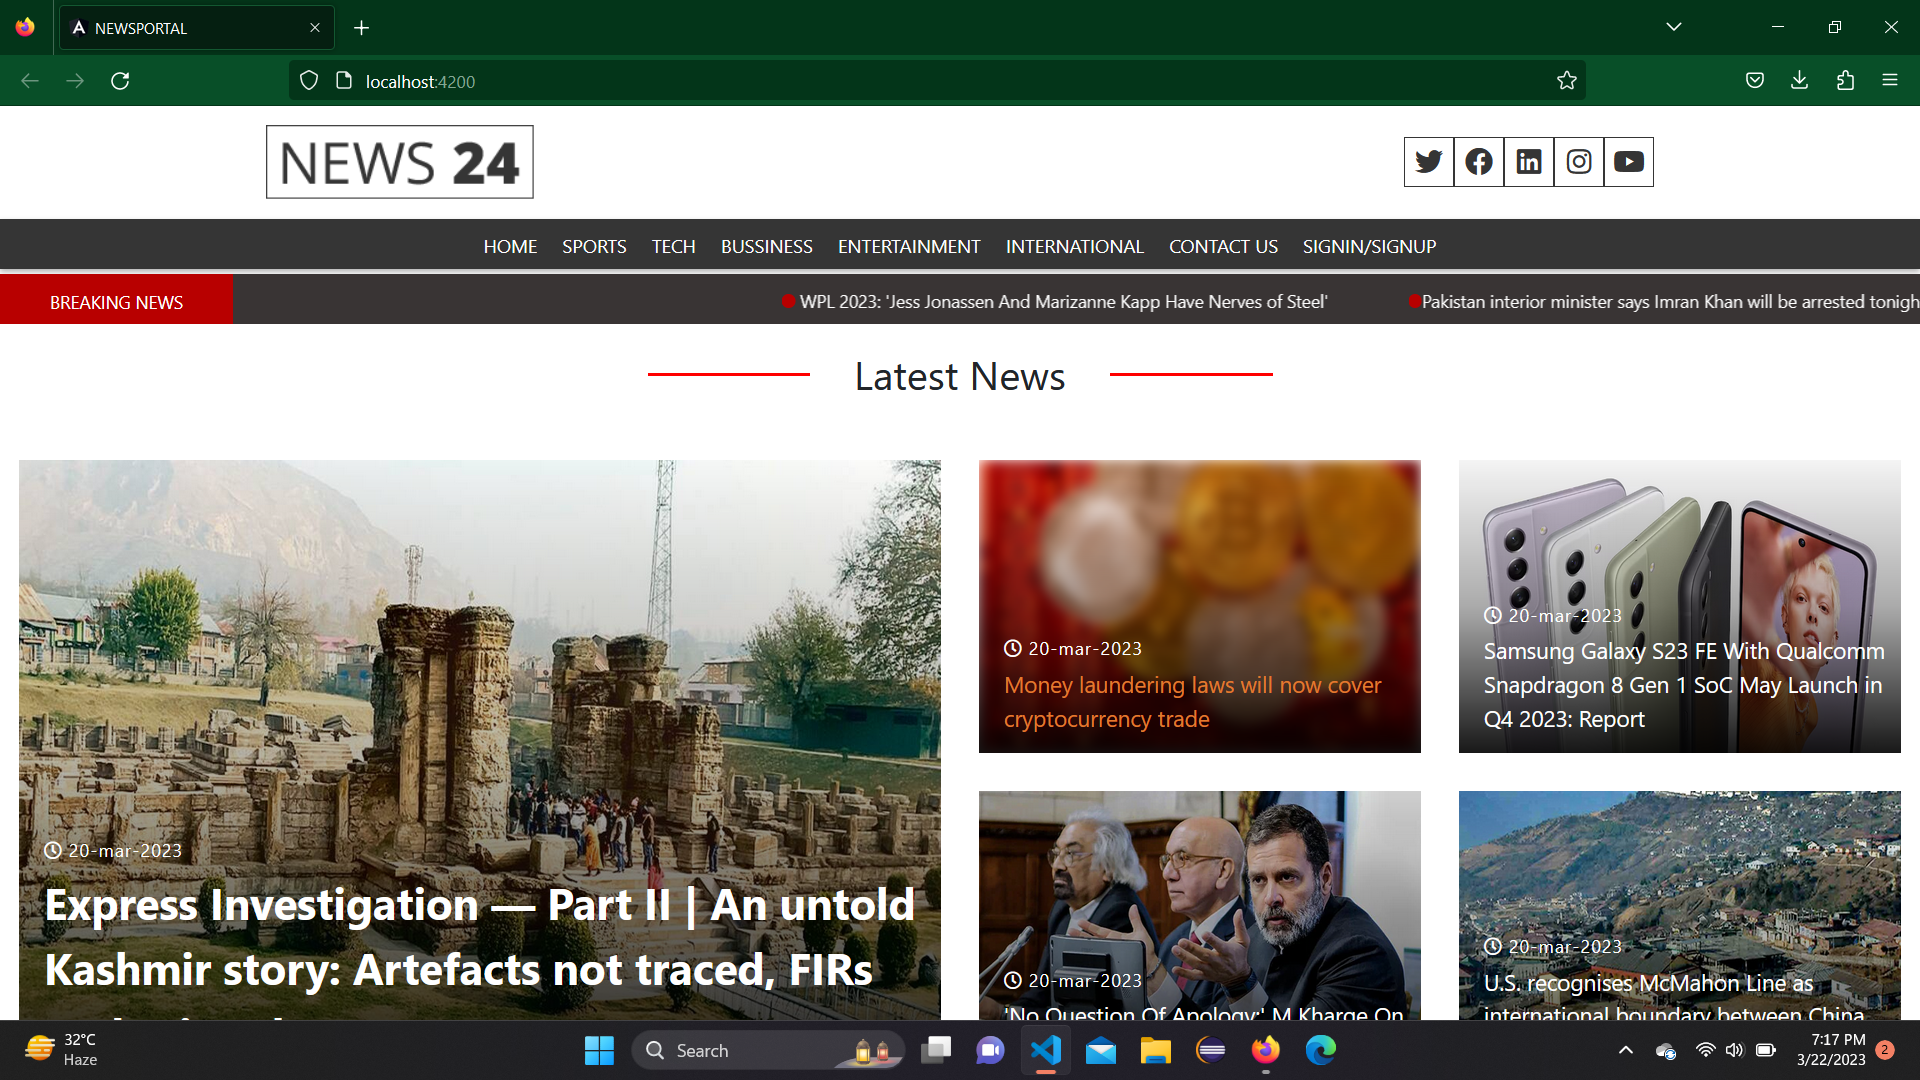 NEWSPORTAL
localhost:4200
NEWS 24
HOME SPORTS TECH BUSSINESS ENTERTAINMENT INTERNATIONAL CONTACT US SIGNIN/SIGNUP
BREAKING NEWS
WPL 2023: 'Jess Jonassen And Marizanne Kapp Have Nerves of Steel'
Pakistan interior minister says Imran Khan will be arrested tonigh
Latest News
20-mar-2023
Express Investigation — Part II | An untold
Kashmir story: Artefacts not traced, FIRs
20-mar-2023
Money laundering laws will now cover
cryptocurrency trade
20-mar-2023
Samsung Galaxy S23 FE With Qualcomm
Snapdragon 8 Gen 1 SoC May Launch in
Q4 2023: Report
20-mar-2023
'No Question Of Apology:' M Kharge On
20-mar-2023
U.S. recognises McMahon Line as
international boundary between China
32°C
Haze
Search
7:17 PM
3/22/2023
2